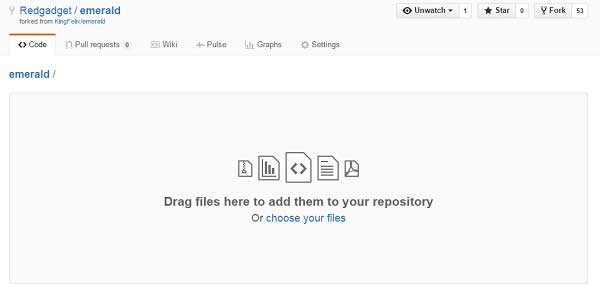 Redgadget / emerald
forked from KingFelix/emerald
Unwatch 1 Star 0 Fork 53
Code Pull requests 0 Wiki Pulse Graphs Settings
emerald /
Drag files here to add them to your repository
Or choose your files